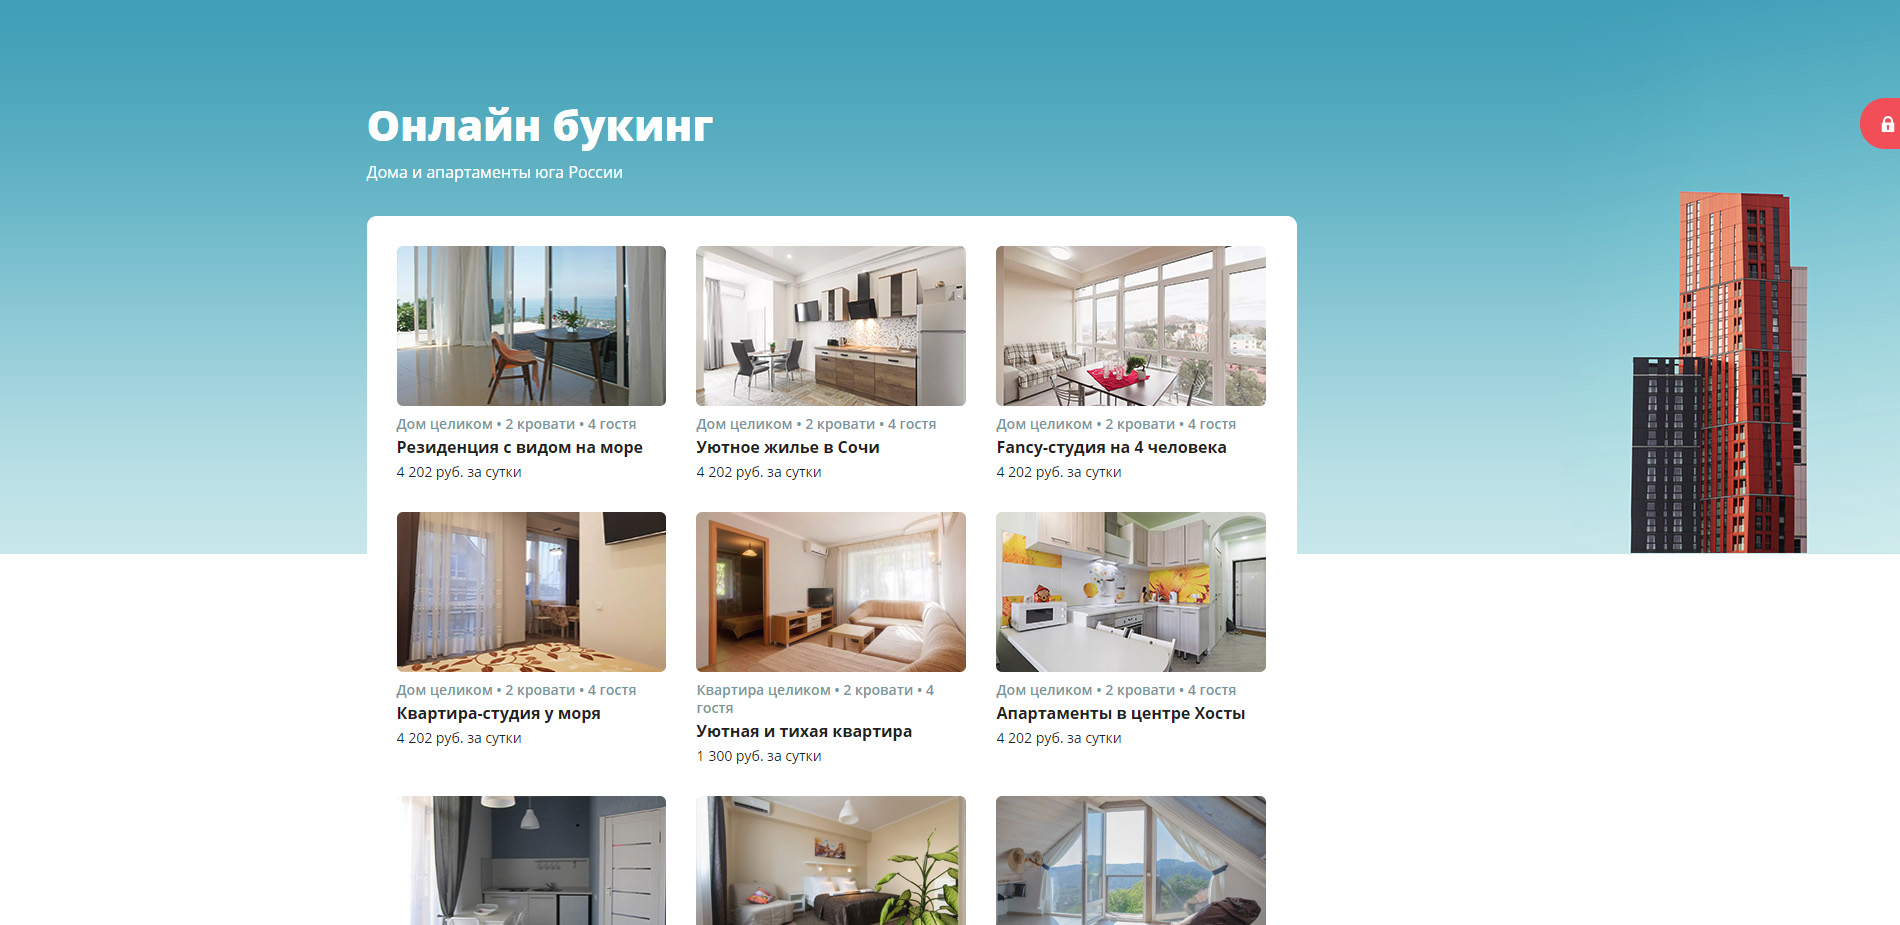 Онлайн букинг
Дома и апартаменты юга России
Дом целиком • 2 кровати • 4 гостя
Резиденция с видом на море
4 202 руб. за сутки
Дом целиком • 2 кровати • 4 гостя
Уютное жилье в Сочи
4 202 руб. за сутки
Дом целиком • 2 кровати • 4 гостя
Fancy-студия на 4 человека
4 202 руб. за сутки
Дом целиком • 2 кровати • 4 гостя
Квартира-студия у моря
4 202 руб. за сутки
Квартира целиком • 2 кровати • 4
гостя
Уютная и тихая квартира
1 300 руб. за сутки
Дом целиком • 2 кровати • 4 гостя
Апартаменты в центре Хосты
4 202 руб. за сутки